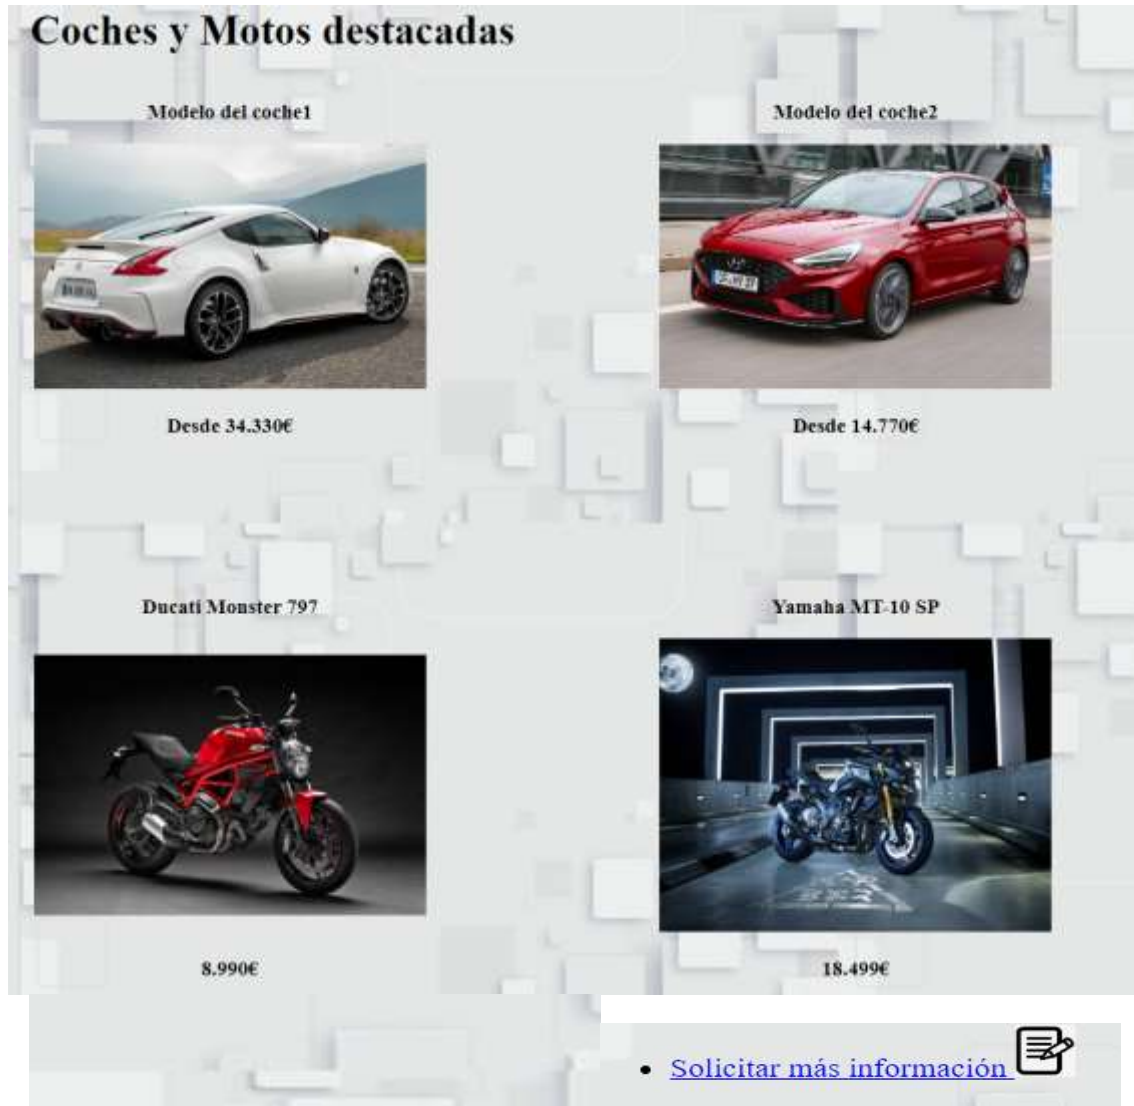 Coches y Motos destacadas
Modelo del coche1
Modelo del coche2
Desde 34.330€
Desde 14.770€
Ducati Monster 797
Yamaha MT-10 SP
8.990€
18.499€
• Solicitar más información